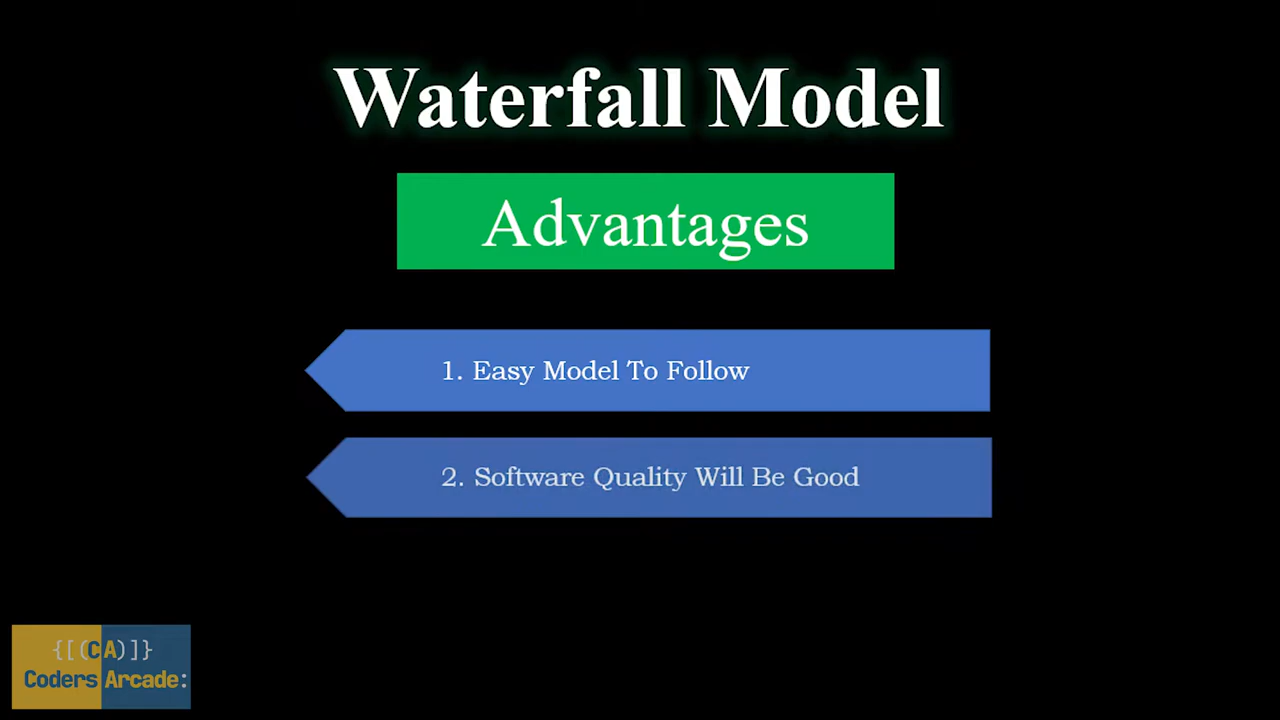 Waterfall Model
Advantages
1. Easy Model To Follow
2. Software Quality Will Be Good
{[(CA)]}
Coders Arcade: